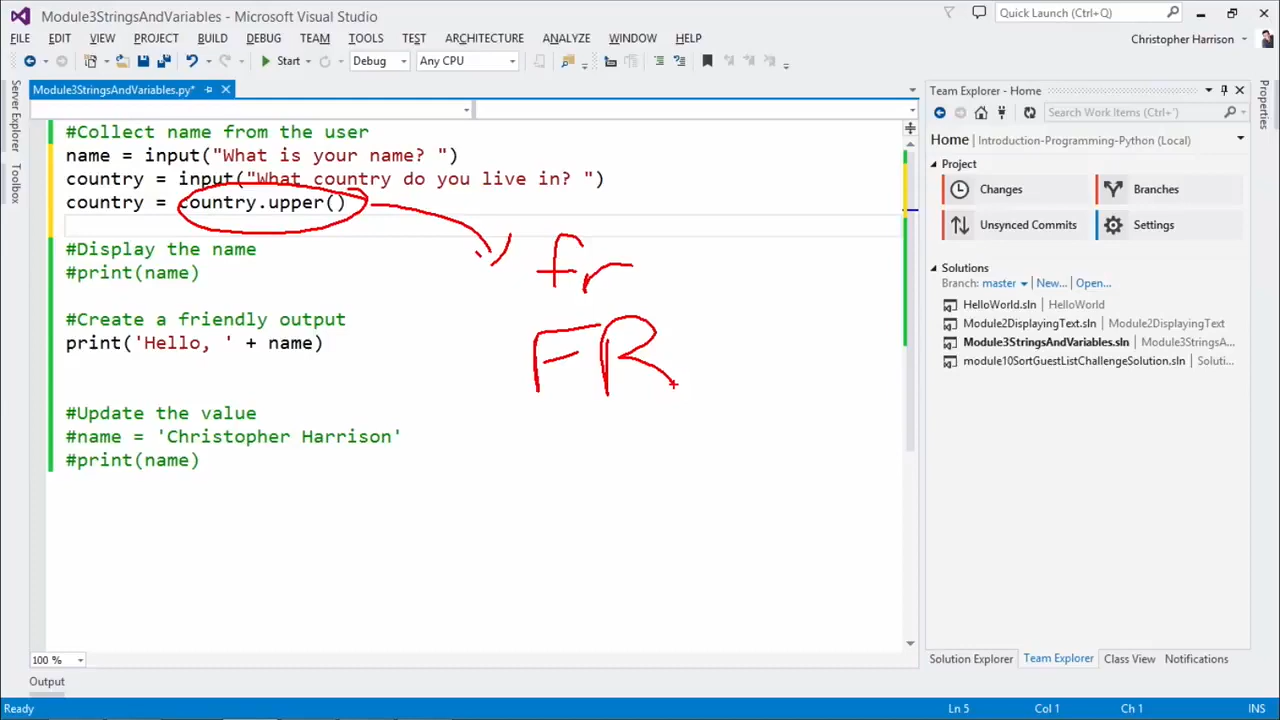 Module3StringsAndVariables - Microsoft Visual Studio
Quick Launch (Ctrl+Q)
FILE EDIT VIEW PROJECT BUILD DEBUG TEAM TOOLS TEST ARCHITECTURE ANALYZE WINDOW HELP
Christopher Harrison
Start Debug Any CPU
Server Explorer
Toolbox
Module3StringsAndVariables.py*
#Collect name from the user
name = input("What is your name? ")
country = input("What country do you live in? ")
country = country.upper()
#Display the name
#print(name)
#Create a friendly output
print('Hello, ' + name)
#Update the value
#name = 'Christopher Harrison'
#print(name)
fr
FR
100 %
Team Explorer - Home
Search Work Items (Ctrl+')
Home | Introduction-Programming-Python (Local)
Project
Changes
Branches
Unsynced Commits
Settings
Solutions
Branch: master | New... | Open...
HelloWorld.sln | HelloWorld
Module2DisplayingText.sln | Module2DisplayingText
Module3StringsAndVariables.sln | Module3StringsA...
module10SortGuestListChallengeSolution.sln | Soluti...
Solution Explorer Team Explorer Class View Notifications
Properties
Output
Ready Ln 5 Col 1 Ch 1 INS